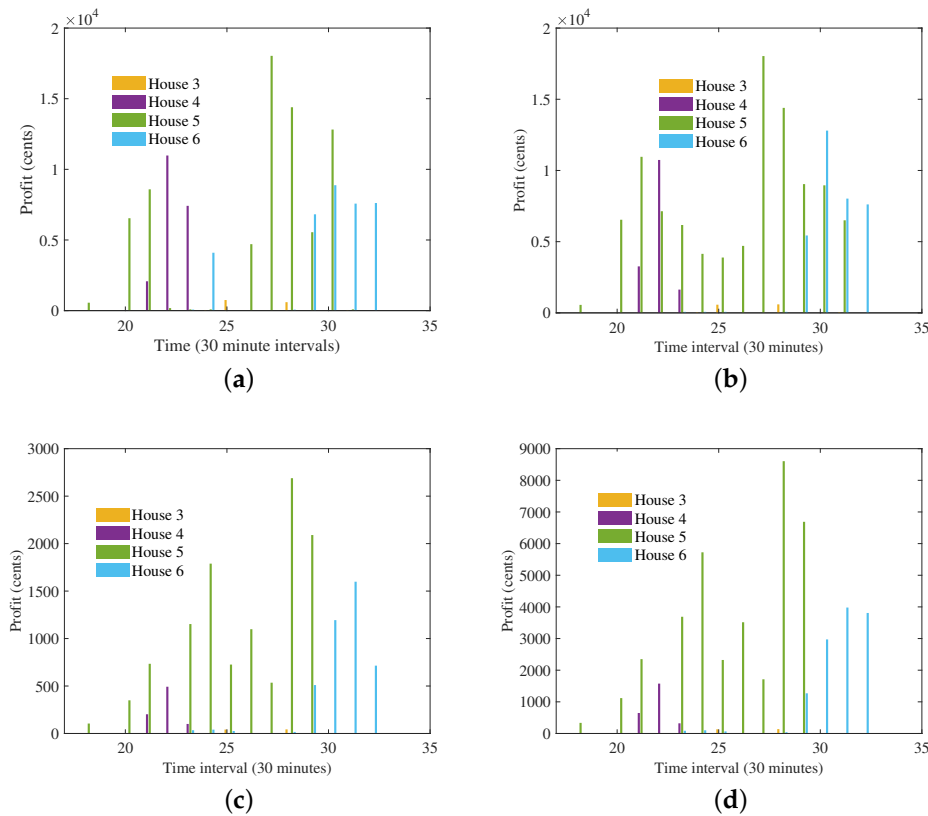 ×10⁴
2
1.5
1
0.5
0
Profit (cents)
House 3
House 4
House 5
House 6
20 25 30 35
Time (30 minute intervals)
(a)
×10⁴
2
1.5
1
0.5
0
Profit (cents)
House 3
House 4
House 5
House 6
20 25 30 35
Time interval (30 minutes)
(b)
3000
2500
2000
1500
1000
500
0
Profit (cents)
House 3
House 4
House 5
House 6
20 25 30 35
Time interval (30 minutes)
(c)
9000
8000
7000
6000
5000
4000
3000
2000
1000
0
Profit (cents)
House 3
House 4
House 5
House 6
20 25 30 35
Time interval (30 minutes)
(d)